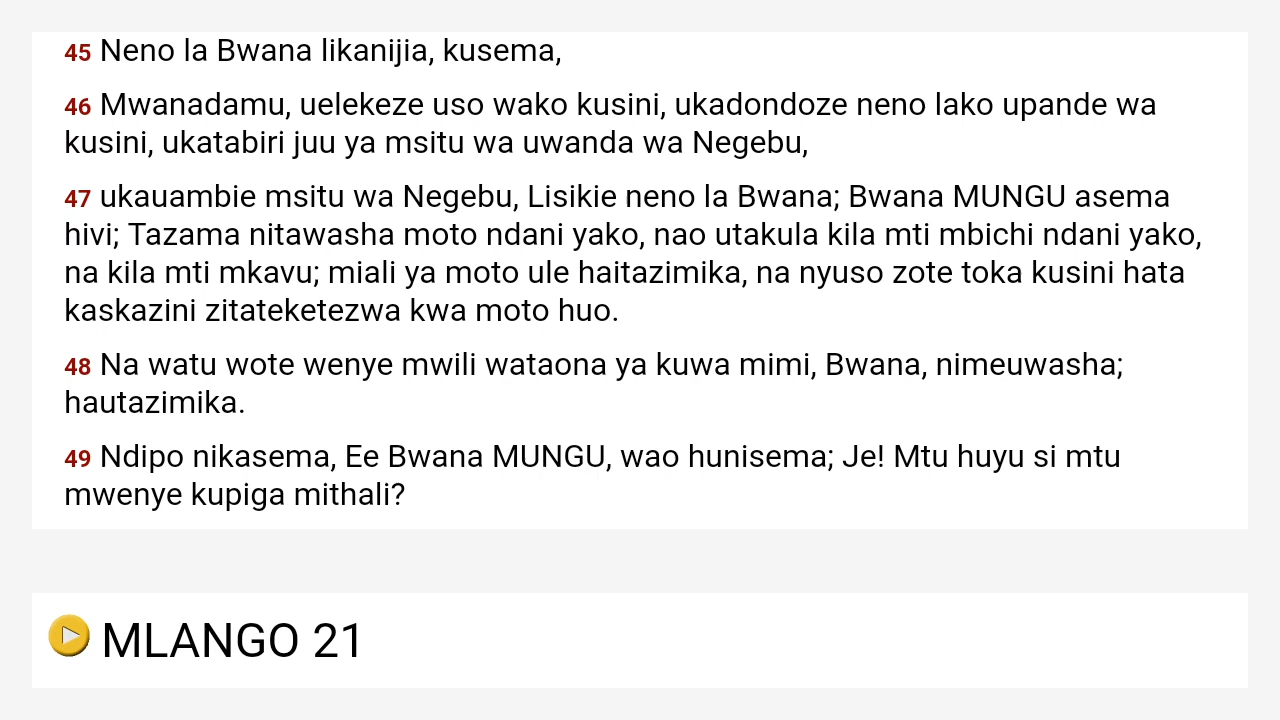 45 Neno la Bwana likanijia, kusema,
46 Mwanadamu, uelekeze uso wako kusini, ukadondoze neno lako upande wa
kusini, ukatabiri juu ya msitu wa uwanda wa Negebu,
47 ukauambie msitu wa Negebu, Lisikie neno la Bwana; Bwana MUNGU asema
hivi; Tazama nitawasha moto ndani yako, nao utakula kila mti mbichi ndani yako,
na kila mti mkavu; miali ya moto ule haitazimika, na nyuso zote toka kusini hata
kaskazini zitateketezwa kwa moto huo.
48 Na watu wote wenye mwili wataona ya kuwa mimi, Bwana, nimeuwasha;
hautazimika.
49 Ndipo nikasema, Ee Bwana MUNGU, wao hunisema; Je! Mtu huyu si mtu
mwenye kupiga mithali?
MLANGO 21